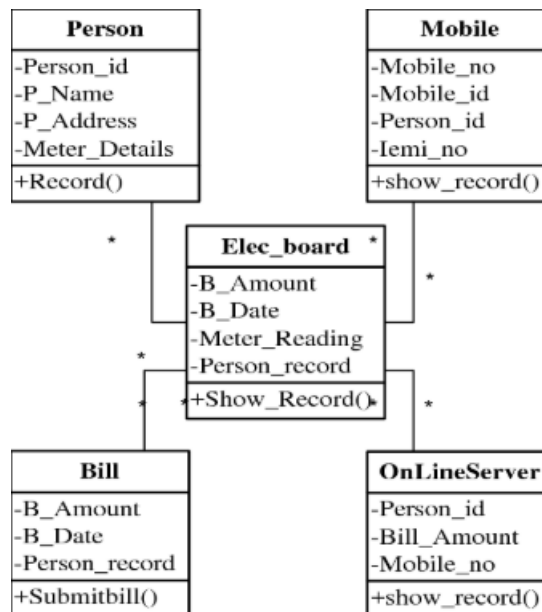 Person
-Person_id
-P_Name
-P_Address
-Meter_Details
+Record()
Mobile
-Mobile_no
-Mobile_id
-Person_id
-Iemi_no
+show_record()
*
*
*
Elec_board
-B_Amount
-B_Date
-Meter_Reading
-Person_record
+Show_Record()
*
*
*
*
*
Bill
-B_Amount
-B_Date
-Person_record
+Submitbill()
OnLineServer
-Person_id
-Bill_Amount
-Mobile_no
+show_record()